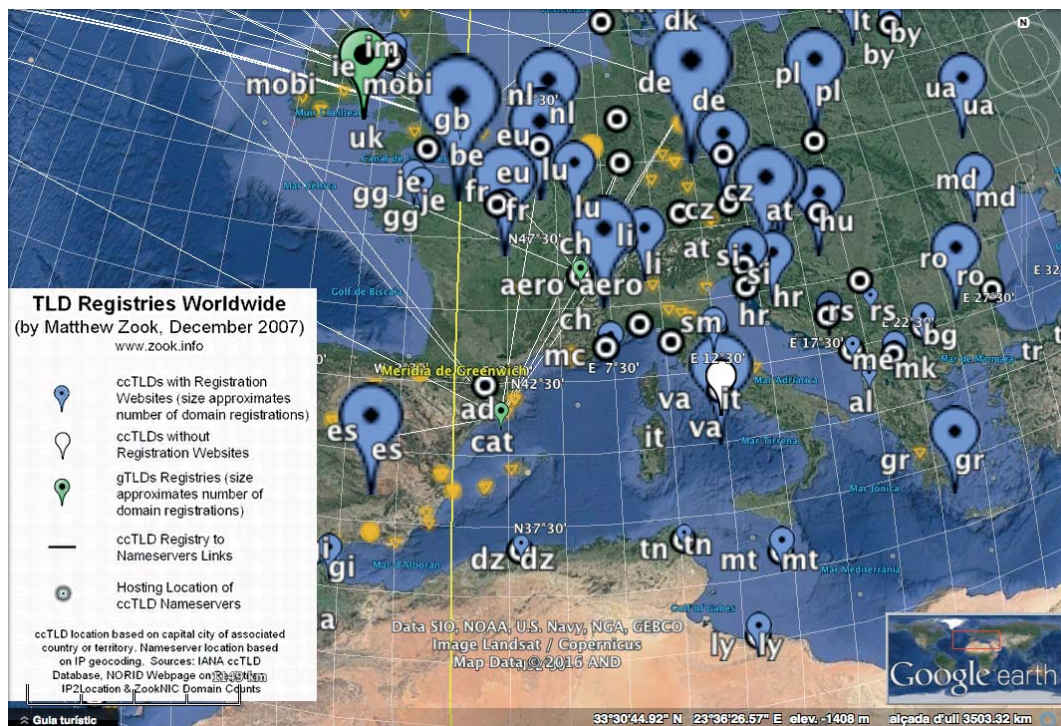 dk
lt
by
by
N
im
ie
mobi
mobi
uk
gb
nl
30'
nl
de
de
pl
pl
ua
ua
Muir Cheilteach
Mar Cèltica
eu
be
eu
lu
lu
fr
fr
je
je
gg
gg
cz
cz
at
at
hu
md
md
N47°30'
ch
ch
li
li
aero
aero
si
si
hr
hr
ro
ro
E 32
E 27°30'
Golf de Biscaia
TLD Registries Worldwide
(by Matthew Zook, December 2007)
www.zook.info
ccTLDs with Registration
Websites (size approximates
number of domain registrations)
ccTLDs without
Registration Websites
gTLDs Registries (size
approximates number of
domain registrations)
ccTLD Registry to
Nameservers Links
Hosting Location of
ccTLD Nameservers
ccTLD location based on capital city of associated
country or territory. Nameserver location based
on IP geocoding. Sources: IANA ccTLD
Database, NORID Webpage on
IP2Location & ZookNIC Domain Counts
1149 km
mc
E 7°30'
sm
E 12°30'
E 17°30'
rs
rs
E 22°30'
bg
me
mk
al
Mar de Màrmara
tr
Meridià de Greenwich
N42°30'
ad
cat
es
es
va
va
it
it
Mar Adriàtica
Mar Tirrena
gr
gr
Mar Jònica
N37°30'
gi
Mar d'Alboran
dz
dz
tn
tn
mt
mt
Mar Mediterrània
Golf of Gabes
ly
ly
Data SIO, NOAA, U.S. Navy, NGA, GEBCO
Image Landsat / Copernicus
Map Data © 2016 AND
Google earth
Guia turístic
33°30'44.92" N 23°36'26.57" E elev. -1408 m alçada d'ull 3503.32 km